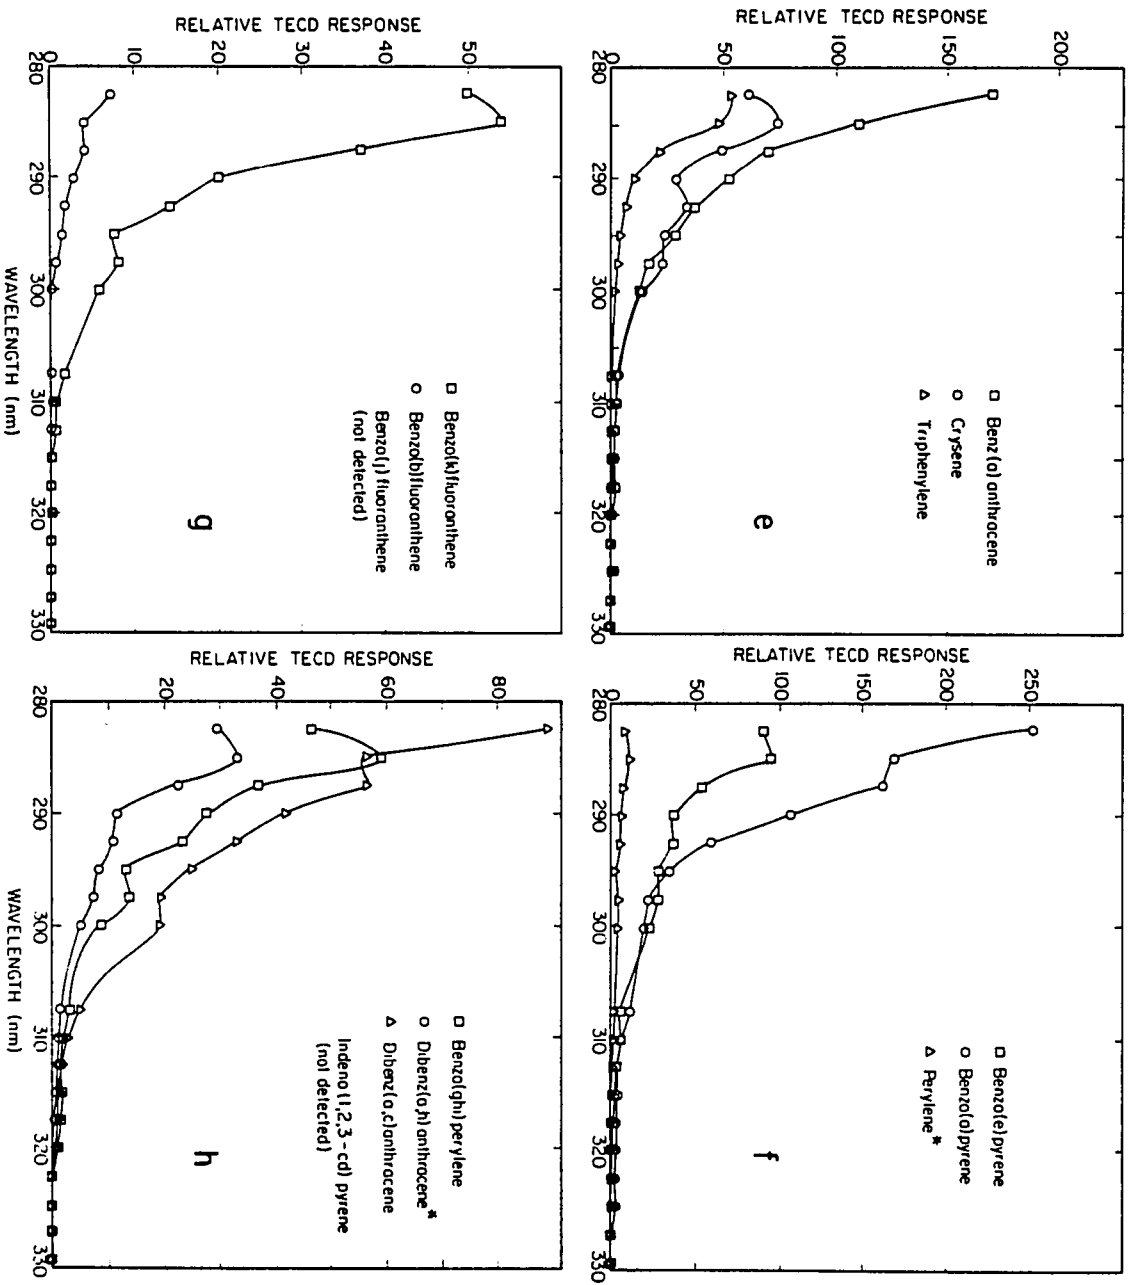 RELATIVE TECD RESPONSE
200
150
100
50
0
280
290
300
310
320
330
□ Benz(a)anthracene
○ Crysene
△ Triphenylene
e
RELATIVE TECD RESPONSE
250
200
150
100
50
0
280
290
300
310
320
330
□ Benzo(e)pyrene
○ Benzo(a)pyrene
△ Perylene*
f
RELATIVE TECD RESPONSE
50
40
30
20
10
0
280
290
300
310
320
330
WAVELENGTH (nm)
□ Benzo(k)fluoranthene
○ Benzo(b)fluoranthene
Benzo(j)fluoranthene
(not detected)
g
RELATIVE TECD RESPONSE
80
60
40
20
280
290
300
310
320
330
WAVELENGTH (nm)
□ Benzo(ghi)perylene
○ Dibenz(a,h)anthracene*
△ Dibenz(a,c)anthracene
Indeno(1,2,3-cd)pyrene
(not detected)
h